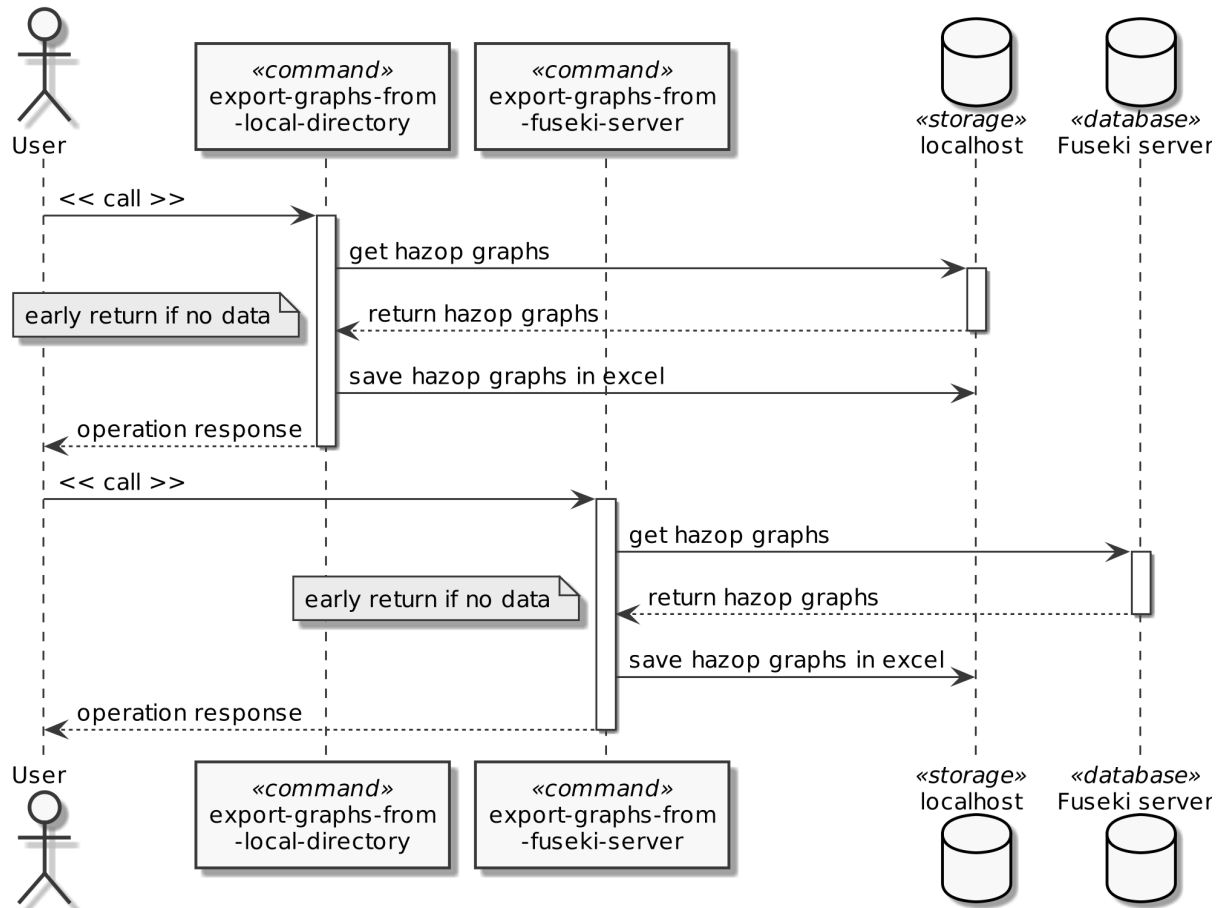 User
«command»
export-graphs-from
-local-directory
«command»
export-graphs-from
-fuseki-server
«storage»
localhost
«database»
Fuseki server
<< call >>
get hazop graphs
early return if no data
return hazop graphs
save hazop graphs in excel
operation response
<< call >>
get hazop graphs
early return if no data
return hazop graphs
save hazop graphs in excel
operation response
User
«command»
export-graphs-from
-local-directory
«command»
export-graphs-from
-fuseki-server
«storage»
localhost
«database»
Fuseki server